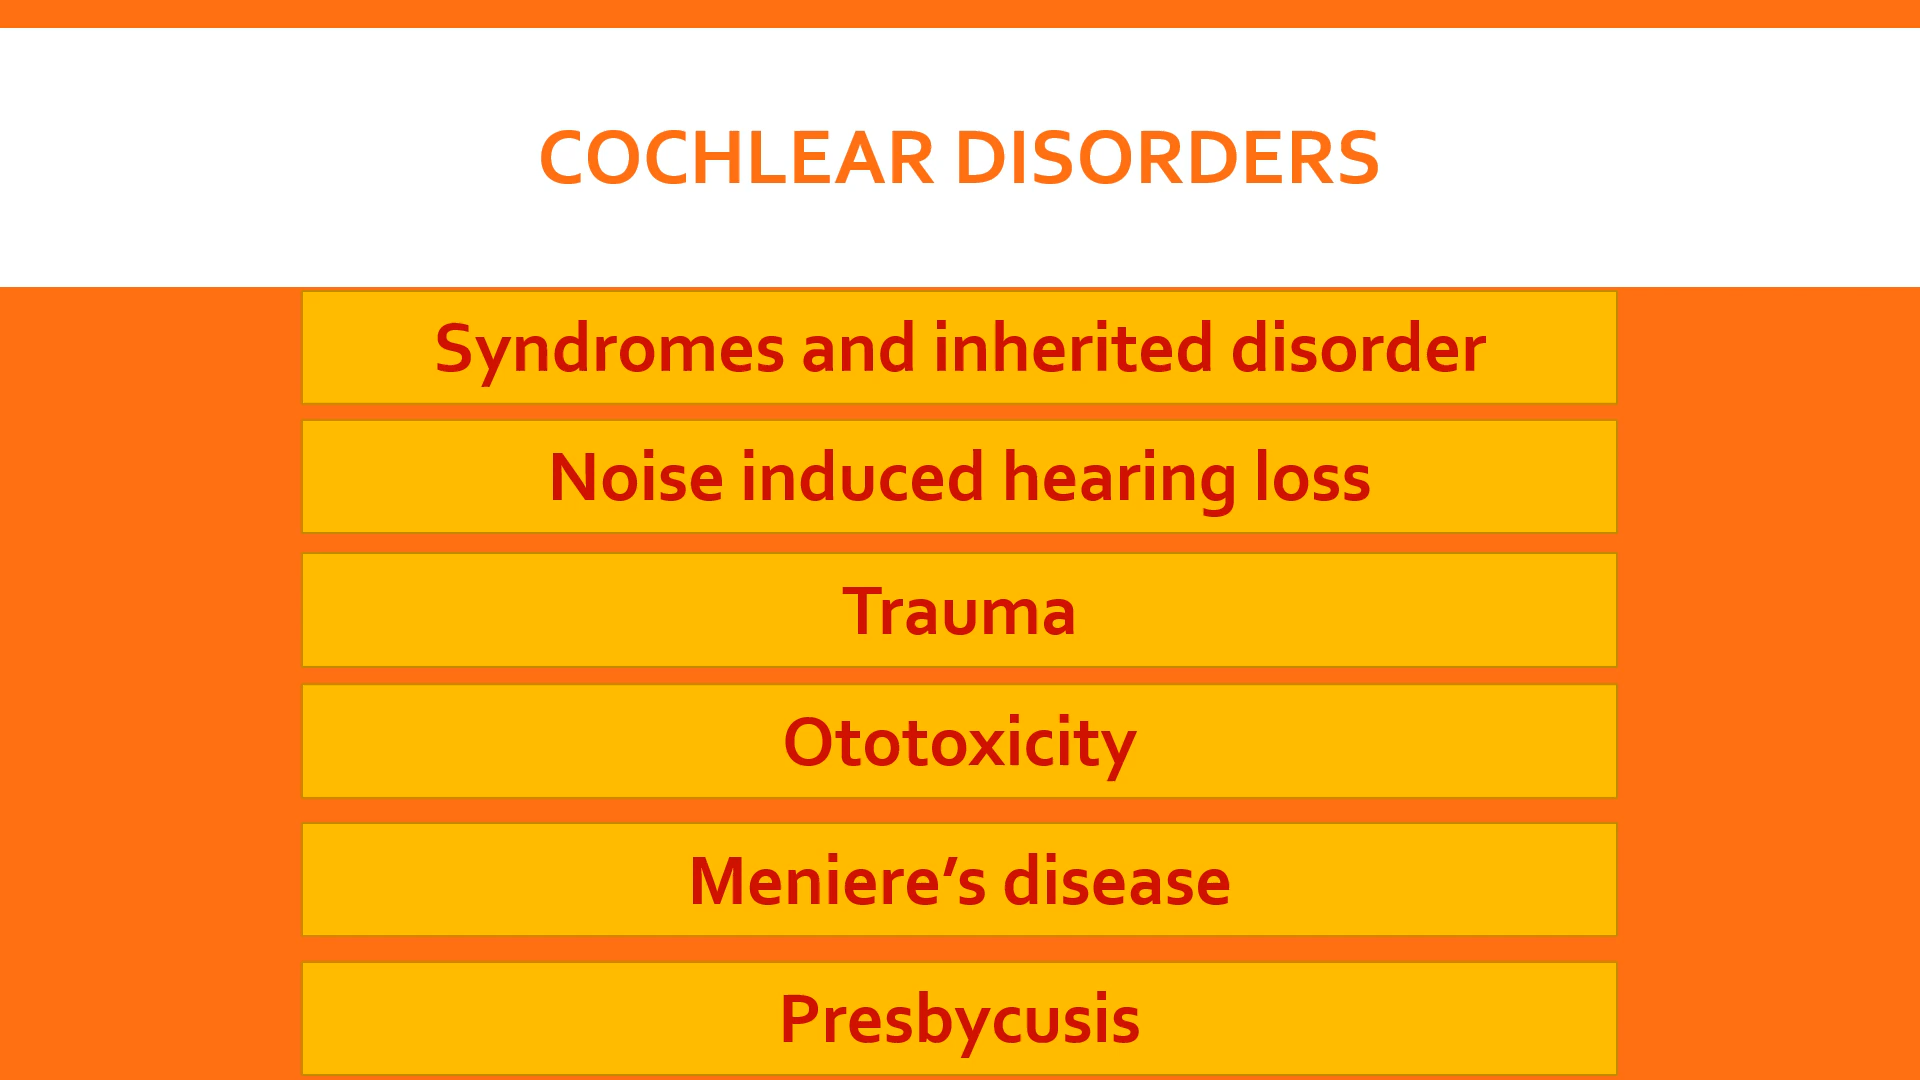 COCHLEAR DISORDERS
Syndromes and inherited disorder
Noise induced hearing loss
Trauma
Ototoxicity
Meniere’s disease
Presbycusis